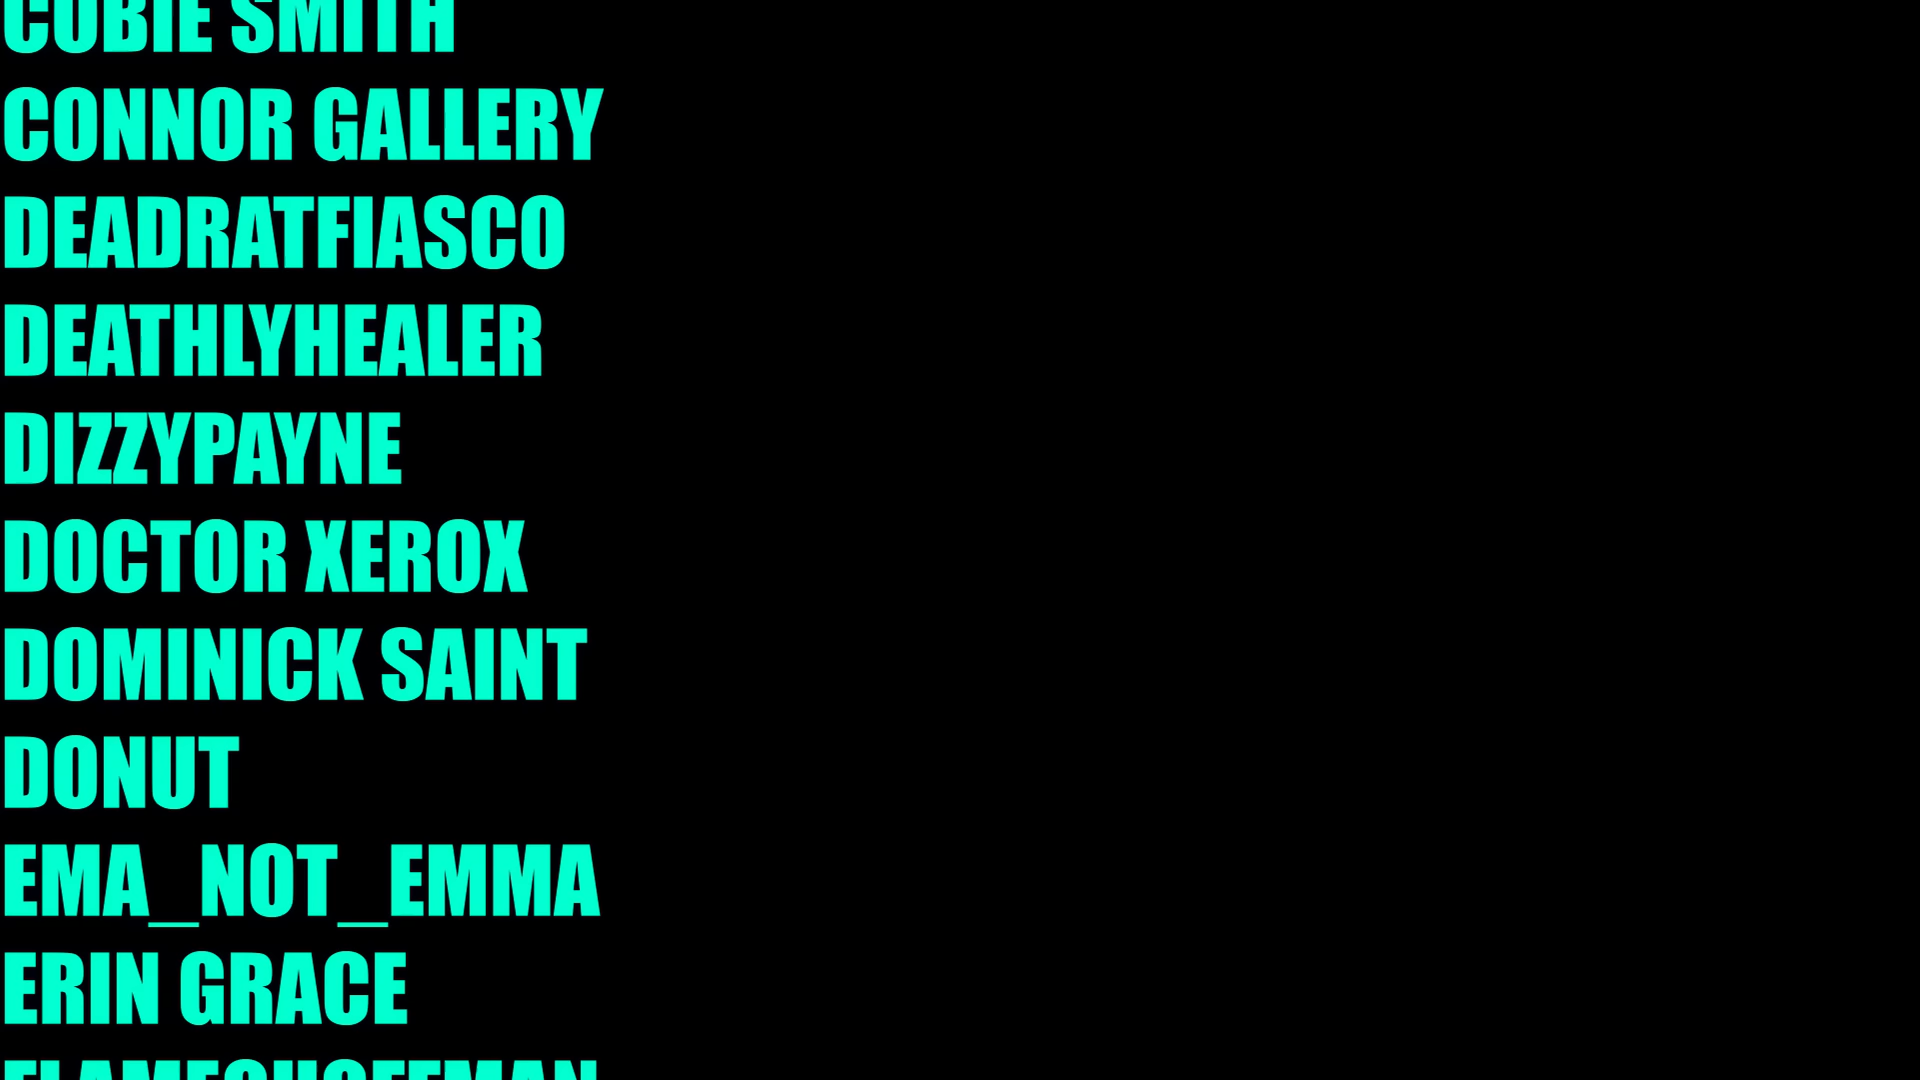 COBIE SMITH
CONNOR GALLERY
DEADRATFIASCO
DEATHLYHEALER
DIZZYPAYNE
DOCTOR XEROX
DOMINICK SAINT
DONUT
EMA_NOT_EMMA
ERIN GRACE